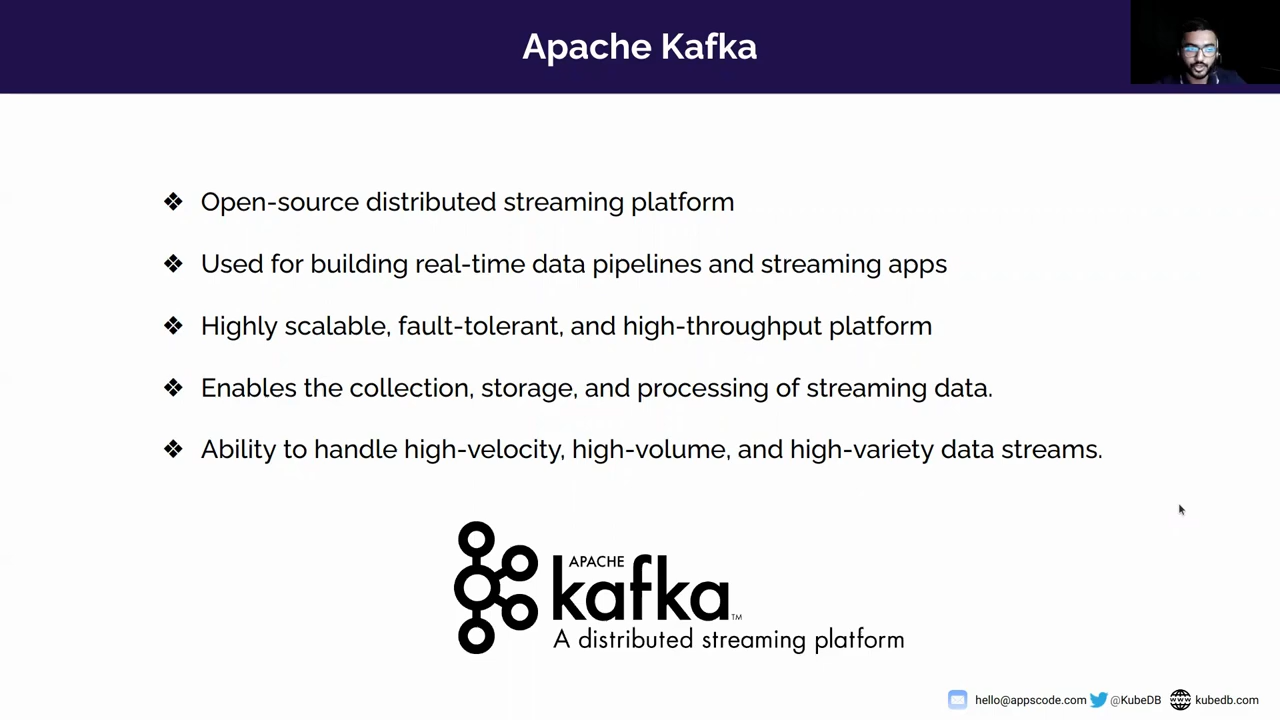 Apache Kafka
❖ Open-source distributed streaming platform
❖ Used for building real-time data pipelines and streaming apps
❖ Highly scalable, fault-tolerant, and high-throughput platform
❖ Enables the collection, storage, and processing of streaming data.
❖ Ability to handle high-velocity, high-volume, and high-variety data streams.
APACHE
kafka™
A distributed streaming platform
hello@appscode.com @KubeDB kubedb.com